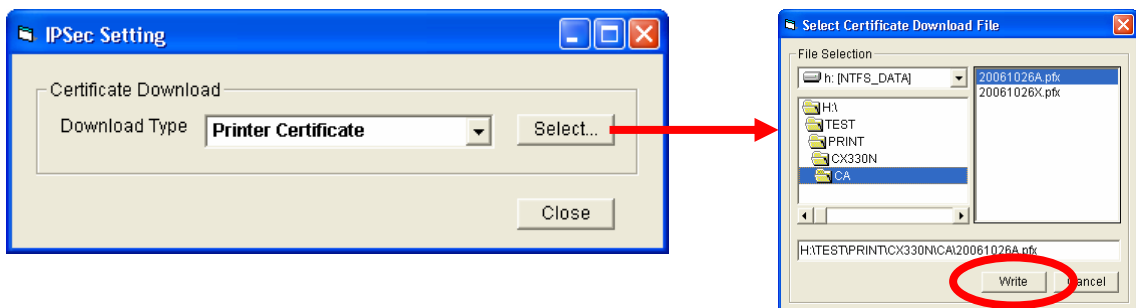 IPSec Setting
Certificate Download
Download Type
Printer Certificate
Select...
Close
Select Certificate Download File
File Selection
h: [NTFS_DATA]
H:\
TEST
PRINT
CX330N
CA
20061026A.pfx
20061026X.pfx
H:\TEST\PRINT\CX330N\CA\20061026A.pfx
Write
Cancel